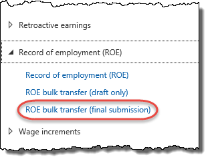 Retroactive earnings
Record of employment (ROE)
Record of employment (ROE)
ROE bulk transfer (draft only)
ROE bulk transfer (final submission)
Wage increments